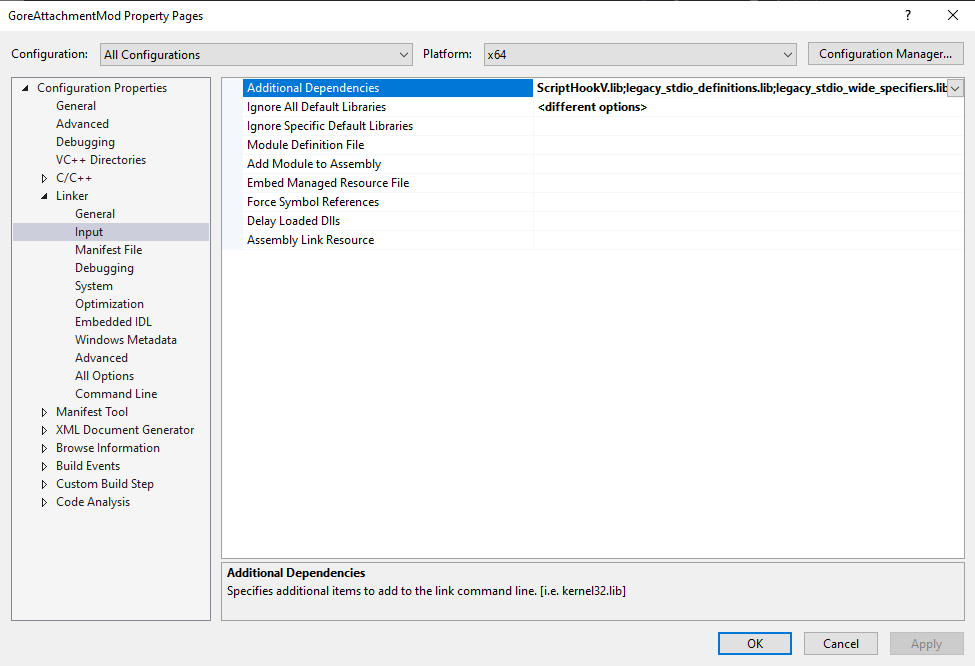 GoreAttachmentMod Property Pages
?
Configuration: All Configurations Platform: x64 Configuration Manager...
Configuration Properties
General
Advanced
Debugging
VC++ Directories
C/C++
Linker
General
Input
Manifest File
Debugging
System
Optimization
Embedded IDL
Windows Metadata
Advanced
All Options
Command Line
Manifest Tool
XML Document Generator
Browse Information
Build Events
Custom Build Step
Code Analysis
Additional Dependencies ScriptHookV.lib;legacy_stdio_definitions.lib;legacy_stdio_wide_specifiers.lib
Ignore All Default Libraries <different options>
Ignore Specific Default Libraries
Module Definition File
Add Module to Assembly
Embed Managed Resource File
Force Symbol References
Delay Loaded Dlls
Assembly Link Resource
Additional Dependencies
Specifies additional items to add to the link command line. [i.e. kernel32.lib]
OK Cancel Apply